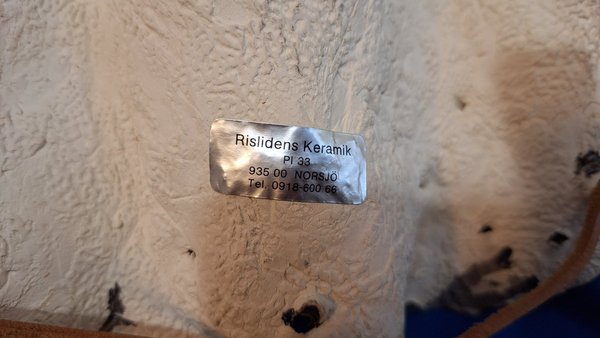 Rislidens Keramik
Pl 33
935 00 NORSJÖ
Tel. 0918-600 66